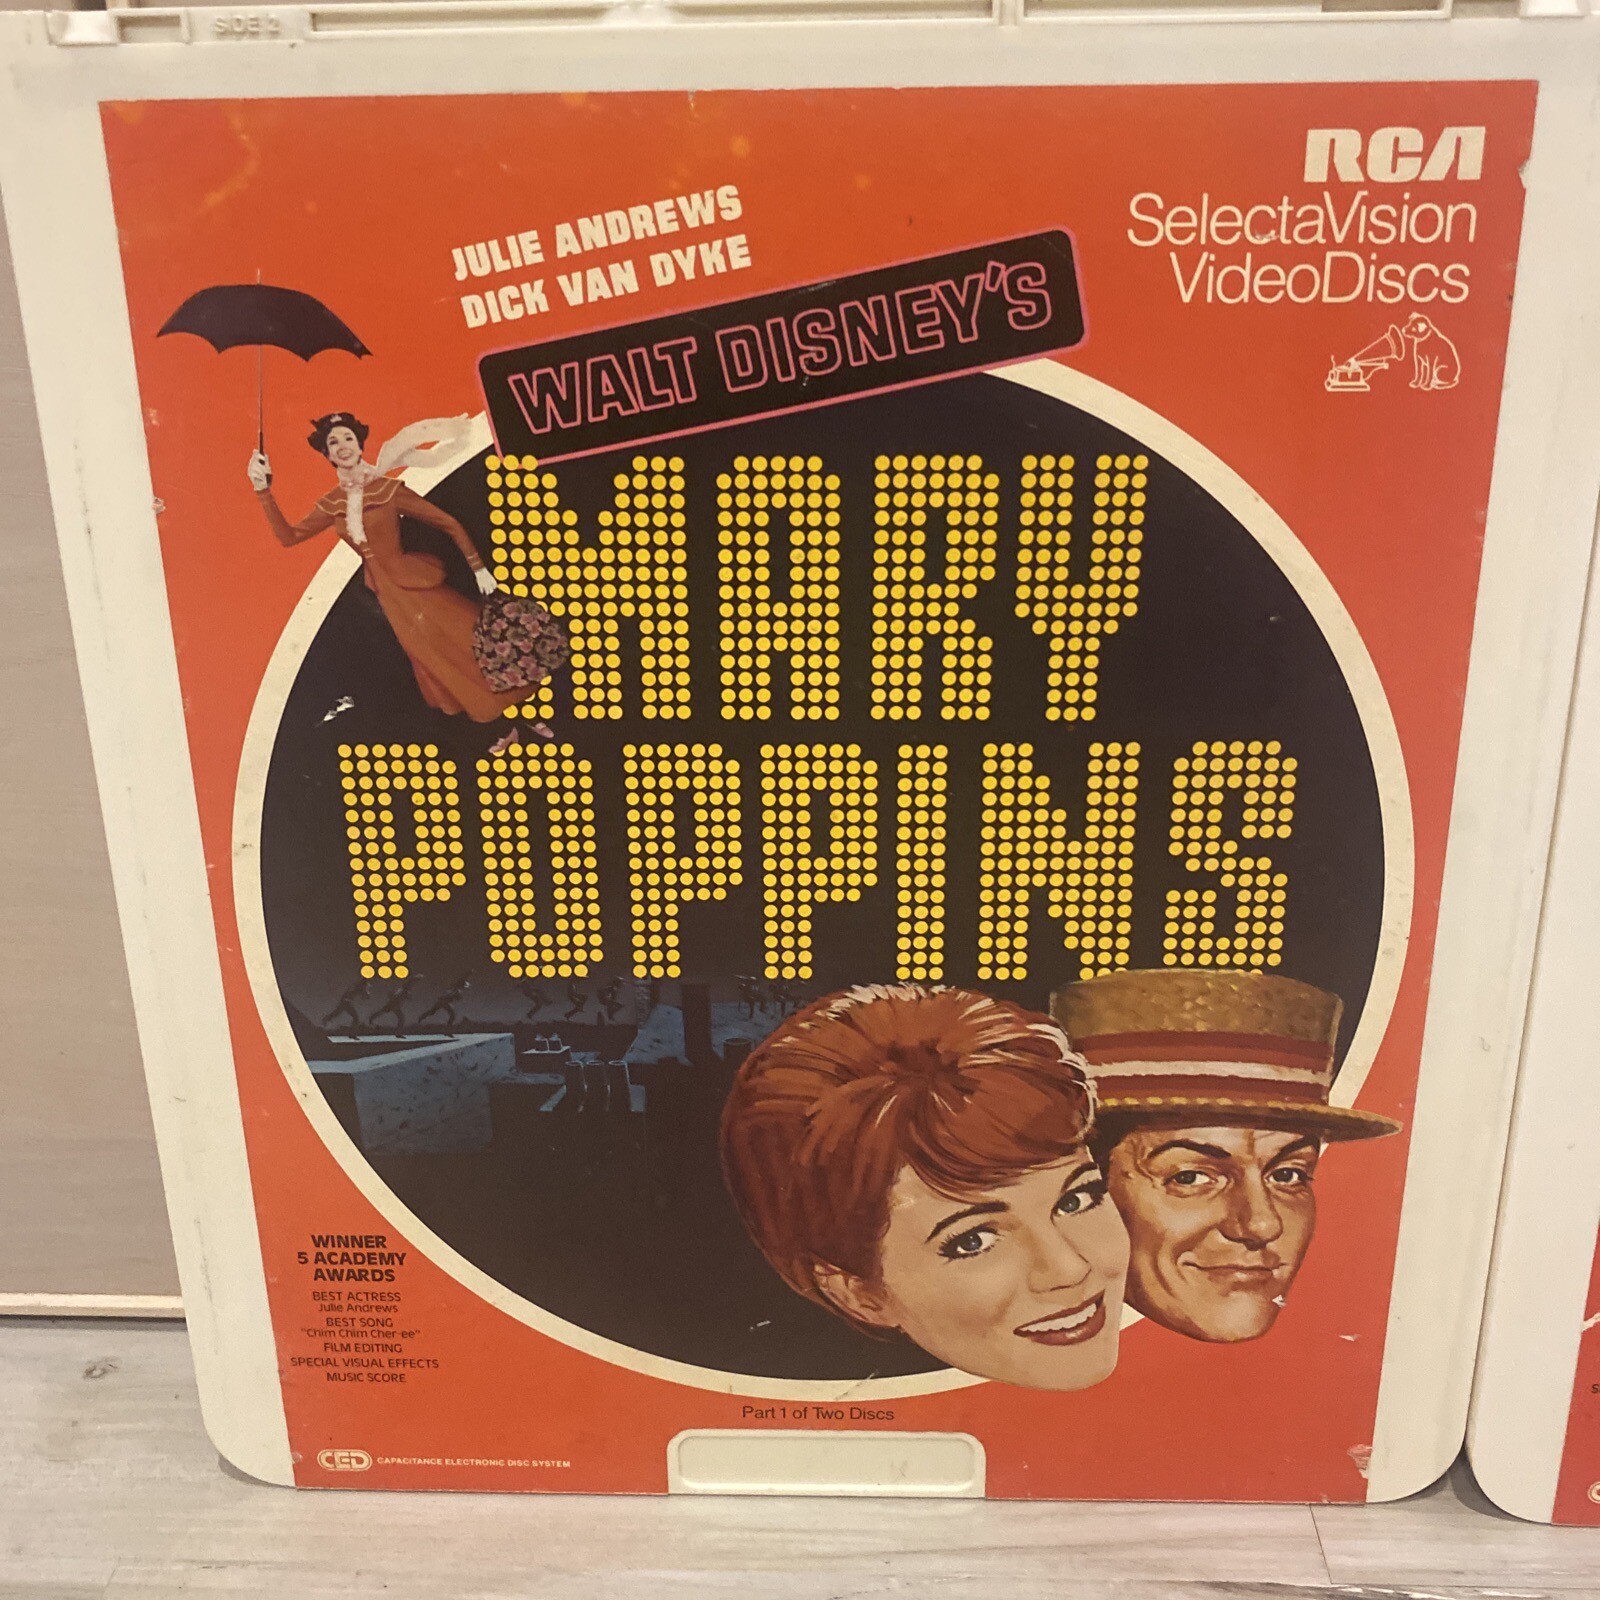 SIDE 2
RCA
SelectaVision
VideoDiscs
JULIE ANDREWS
DICK VAN DYKE
WALT DISNEY'S
MARY
POPPINS
WINNER
5 ACADEMY
AWARDS
BEST ACTRESS
Julie Andrews
BEST SONG
"Chim Chim Cher-ee"
FILM EDITING
SPECIAL VISUAL EFFECTS
MUSIC SCORE
Part 1 of Two Discs
CED CAPACITANCE ELECTRONIC DISC SYSTEM